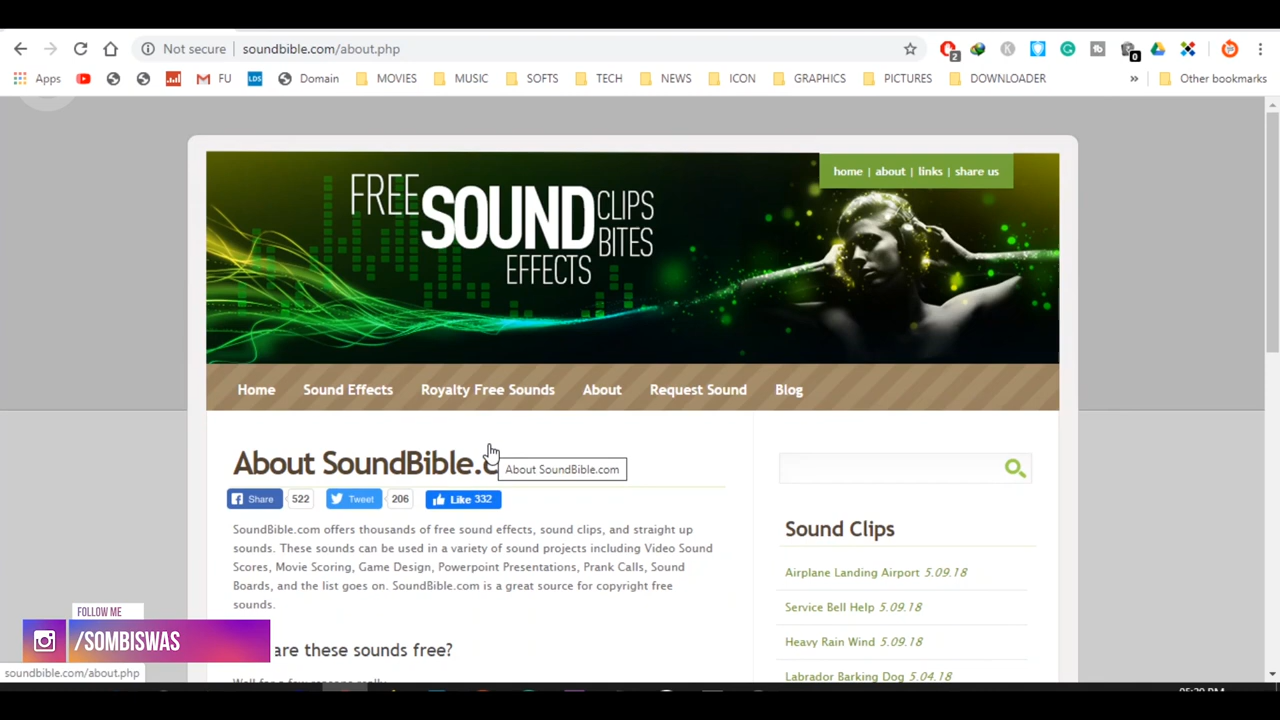 Not secure soundbible.com/about.php
2 0
Apps FU LDS Domain MOVIES MUSIC SOFTS TECH NEWS ICON GRAPHICS PICTURES DOWNLOADER » Other bookmarks
home | about | links | share us
FREE SOUND CLIPS
BITES
EFFECTS
Home Sound Effects Royalty Free Sounds About Request Sound Blog
About SoundBible.c
About SoundBible.com
Share 522 Tweet 206 Like 332
SoundBible.com offers thousands of free sound effects, sound clips, and straight up
sounds. These sounds can be used in a variety of sound projects including Video Sound
Scores, Movie Scoring, Game Design, Powerpoint Presentations, Prank Calls, Sound
Boards, and the list goes on. SoundBible.com is a great source for copyright free
sounds.
are these sounds free?
Sound Clips
Airplane Landing Airport 5.09.18
Service Bell Help 5.09.18
Heavy Rain Wind 5.09.18
Labrador Barking Dog 5.04.18
FOLLOW ME
/SOMBISWAS
soundbible.com/about.php